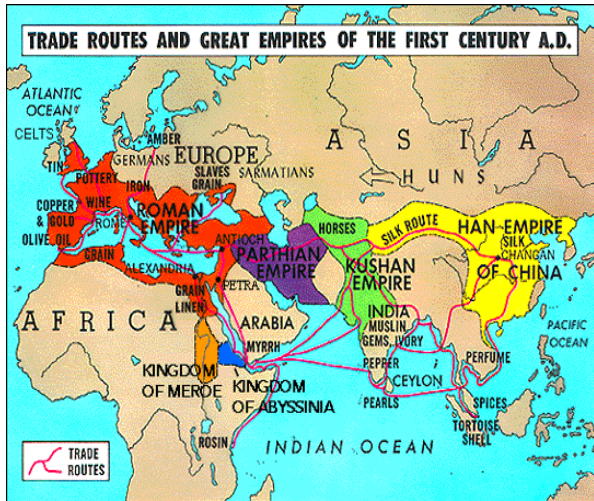 TRADE ROUTES AND GREAT EMPIRES OF THE FIRST CENTURY A.D.
ATLANTIC
OCEAN
CELTS
TIN
AMBER
GERMANS
EUROPE
ASIA
POTTERY
IRON
SLAVES
GRAIN
SARMATIANS
HUNS
COPPER
& GOLD
WINE
ROME
ROMAN
EMPIRE
OLIVE OIL
GRAIN
ANTIOCH
PARTHIAN
EMPIRE
HORSES
SILK ROUTE
HAN EMPIRE
SILK
CHANGAN
OF CHINA
ALEXANDRIA
PETRA
KUSHAN
EMPIRE
GRAIN
LINEN
AFRICA
ARABIA
INDIA
MUSLIN
GEMS, IVORY
PACIFIC
OCEAN
MYRRH
KINGDOM
OF MEROE
KINGDOM
OF ABYSSINIA
PEPPER
CEYLON
PEARLS
PERFUME
SPICES
TORTOISE
SHELL
ROSIN
INDIAN OCEAN
TRADE
ROUTES